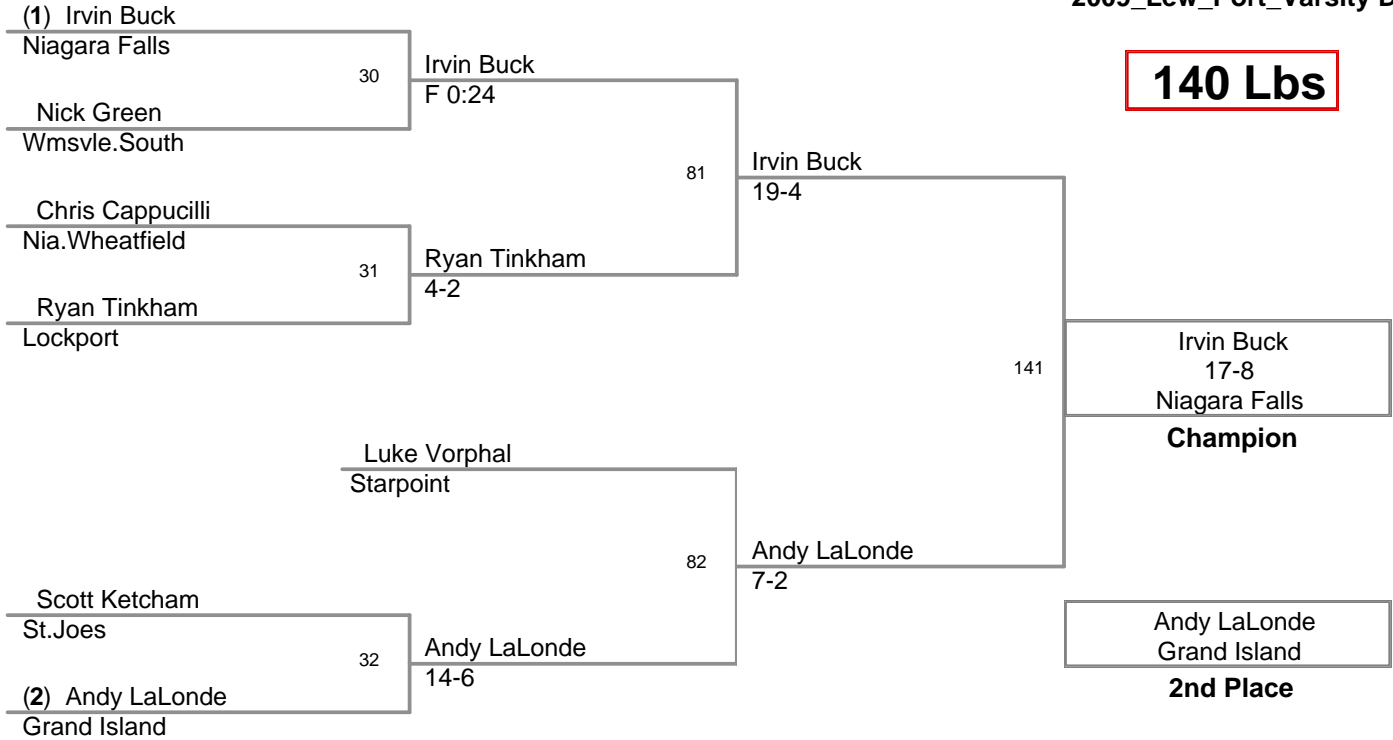 2009_Lew_Port_Varsity
140 Lbs
(1) Irvin Buck
Niagara Falls
30
Nick Green
Wmsvle.South
Irvin Buck
F 0:24
Chris Cappucilli
Nia.Wheatfield
31
Ryan Tinkham
Lockport
Ryan Tinkham
4-2
81
Irvin Buck
19-4
Luke Vorphal
Starpoint
Scott Ketcham
St.Joes
32
(2) Andy LaLonde
Grand Island
Andy LaLonde
14-6
82
Andy LaLonde
7-2
141
Irvin Buck
17-8
Niagara Falls
Champion
Andy LaLonde
Grand Island
2nd Place